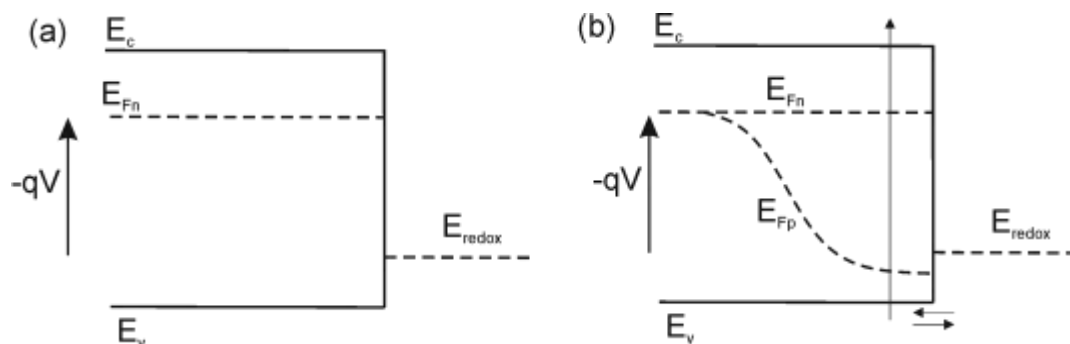 (a)
E_c
E_Fn
-qV
E_redox
E_v
(b)
E_c
E_Fn
-qV
E_Fp
E_redox
E_v